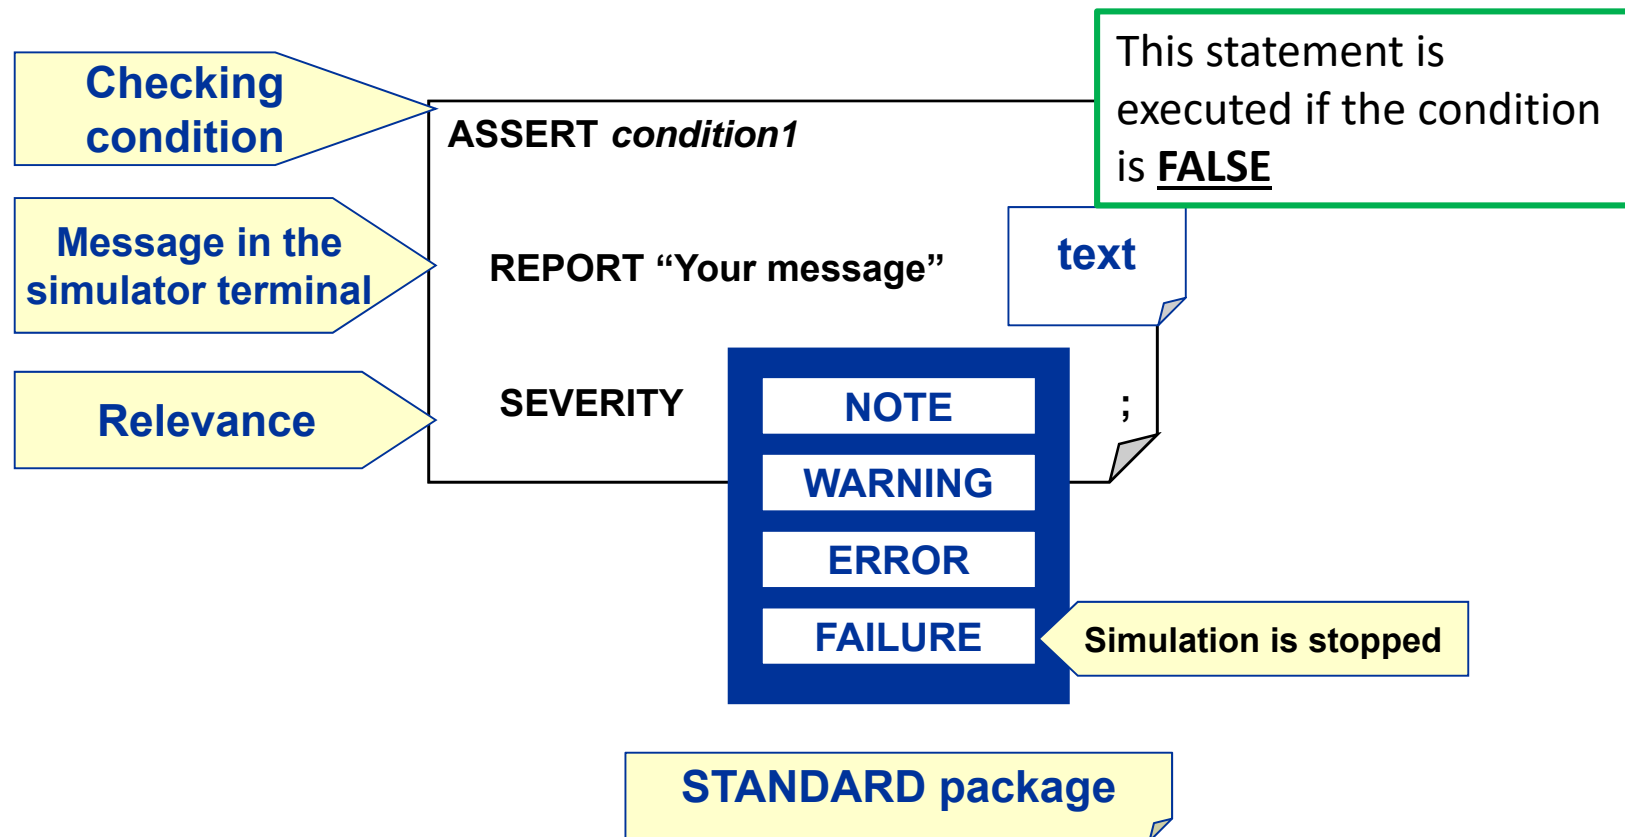 This statement is
executed if the condition
is FALSE
Checking
condition
ASSERT condition1
Message in the
simulator terminal
REPORT “Your message”
text
Relevance
SEVERITY
NOTE
;
WARNING
ERROR
FAILURE
Simulation is stopped
STANDARD package